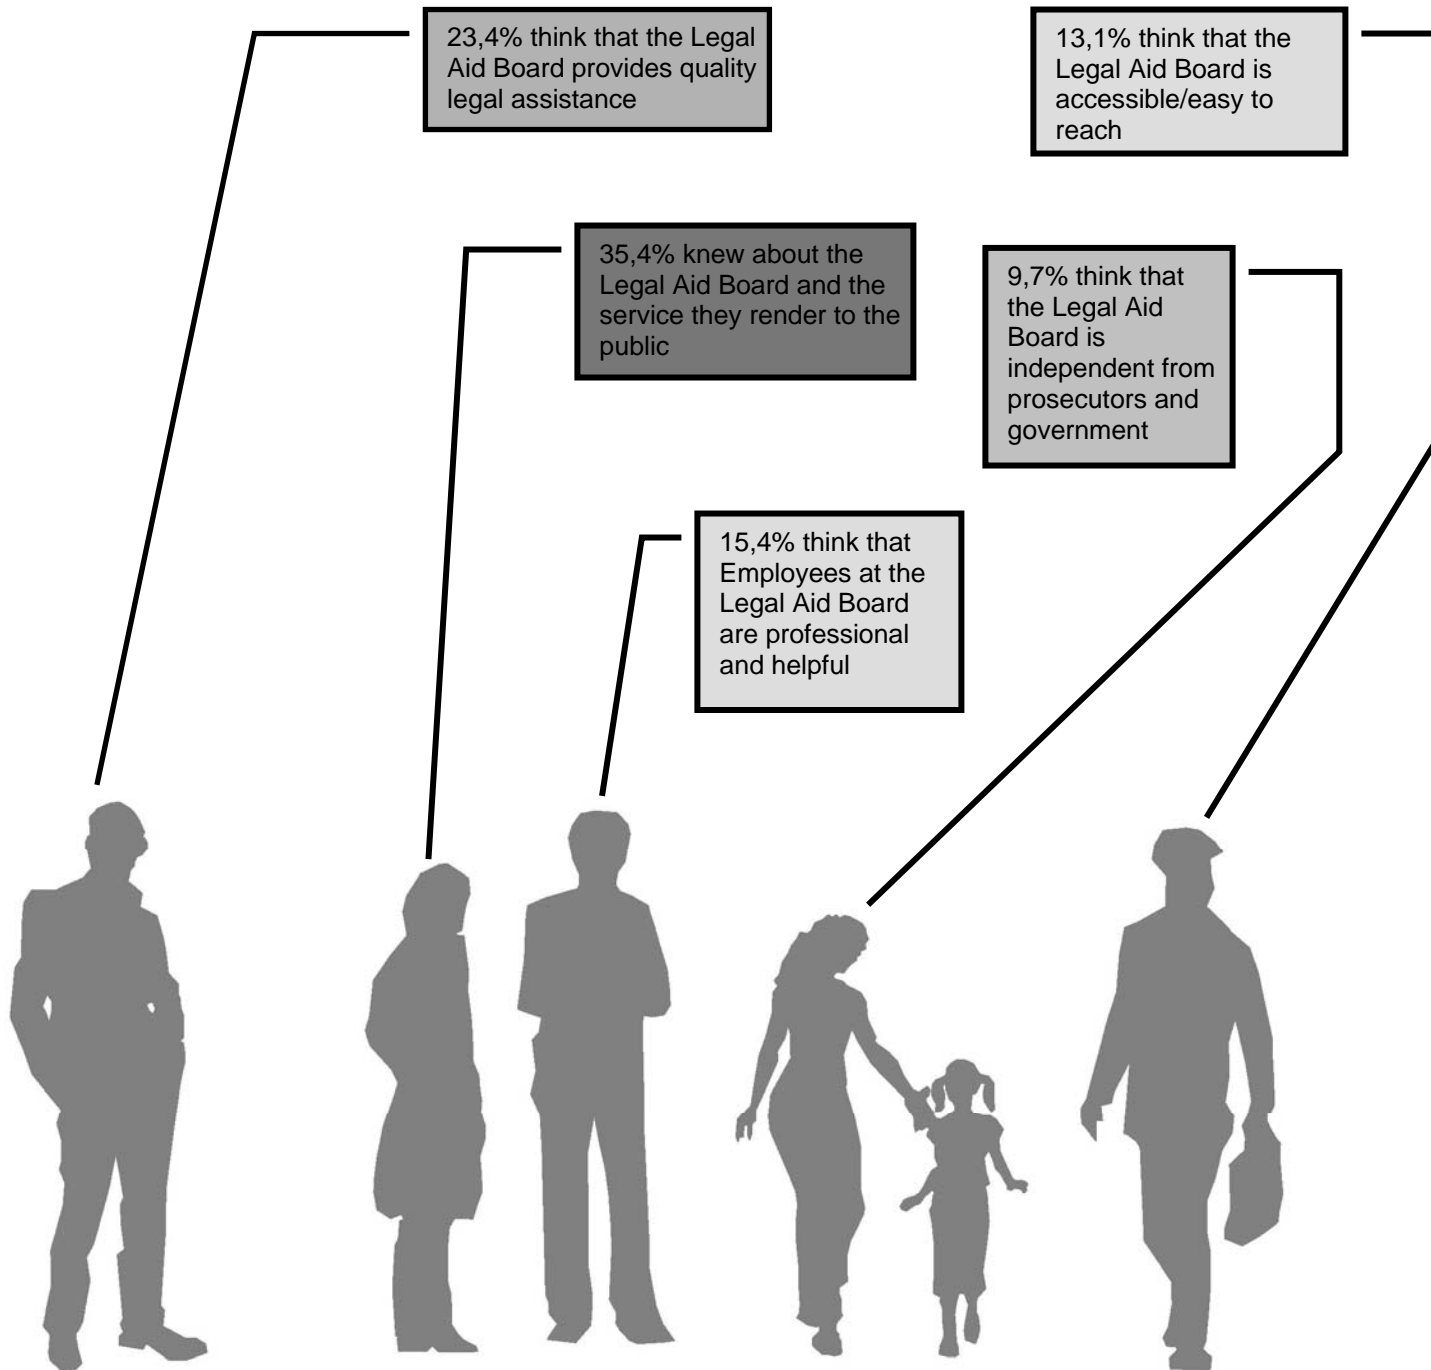 23,4% think that the Legal
Aid Board provides quality
legal assistance
13,1% think that the
Legal Aid Board is
accessible/easy to
reach
35,4% knew about the
Legal Aid Board and the
service they render to the
public
9,7% think that
the Legal Aid
Board is
independent from
prosecutors and
government
15,4% think that
Employees at the
Legal Aid Board
are professional
and helpful